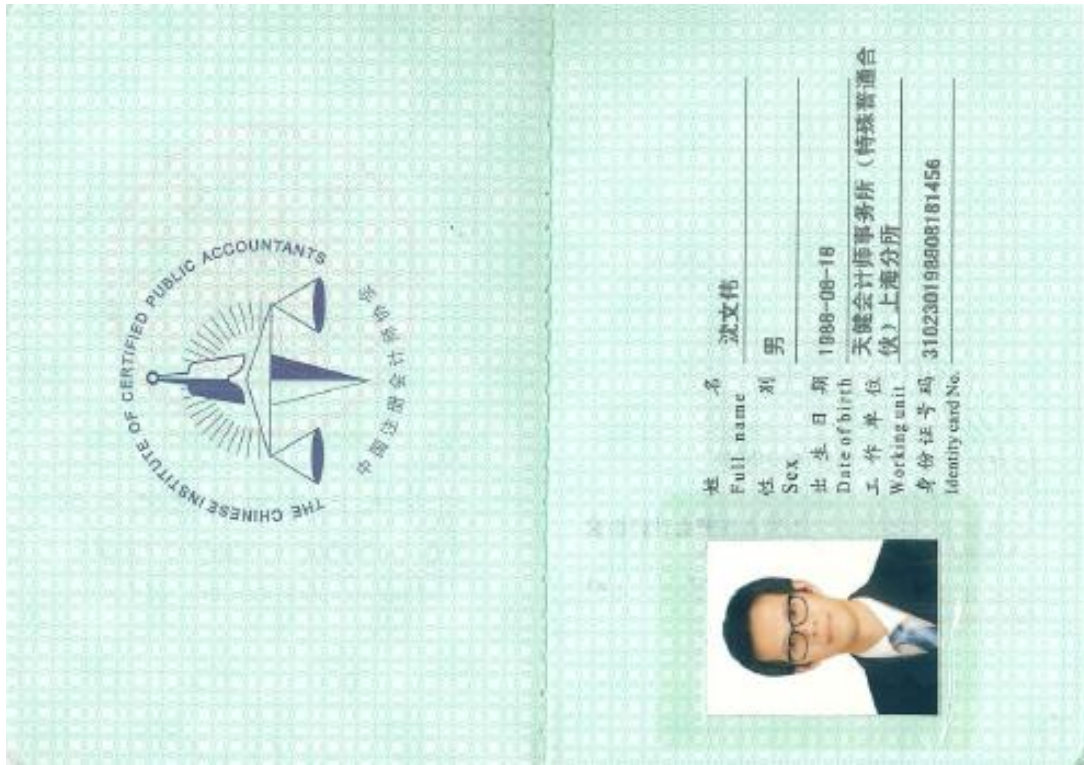 THE CHINESE INSTITUTE OF CERTIFIED PUBLIC ACCOUNTANTS
中国注册会计师协会
姓 名 沈文伟
Full name
性 别 男
Sex
出 生 日 期 1988-08-18
Date of birth
工 作 单 位 天健会计师事务所（特殊普通合
Working unit 伙）上海分所
身份证号码 310230198808181456
Identity card No.